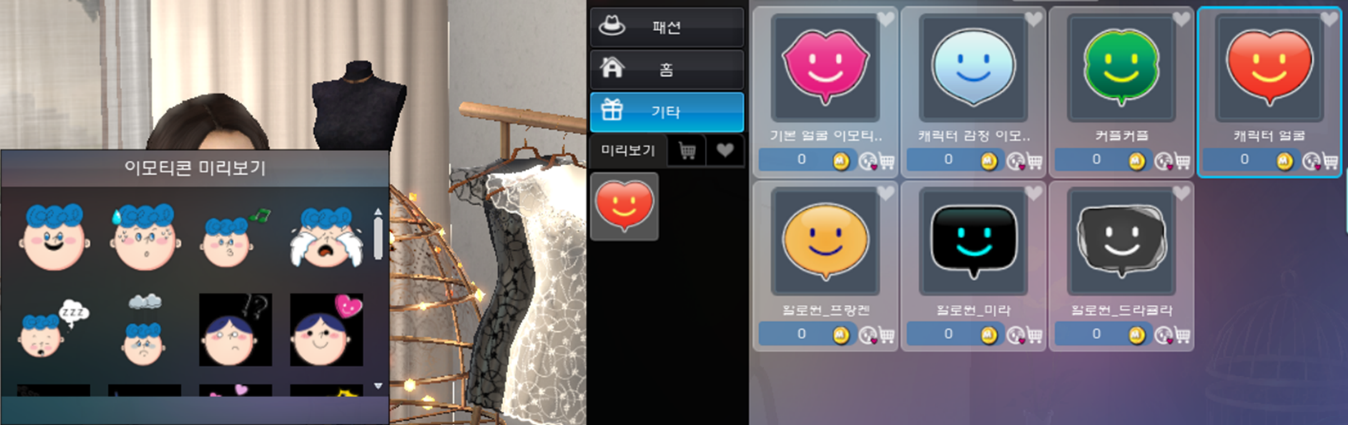 이모티콘 미리보기
zzz
패션
홈
기타
미리보기
기본 얼굴 이모티..
0
캐릭터 감정 이모..
0
커플커플
0
캐릭터 얼굴
0
할로윈_프랑켄
0
할로윈_미라
0
할로윈_드라큘라
0